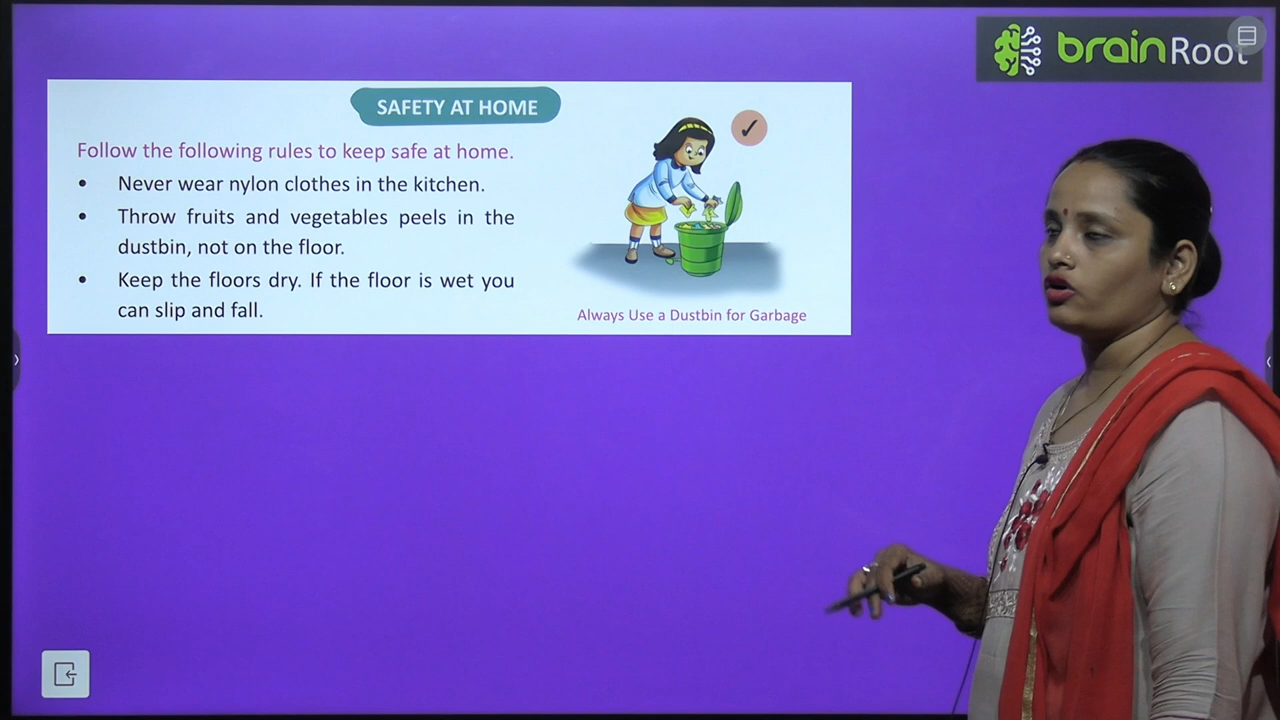 brainRoot
SAFETY AT HOME
Follow the following rules to keep safe at home.
• Never wear nylon clothes in the kitchen.
• Throw fruits and vegetables peels in the
dustbin, not on the floor.
• Keep the floors dry. If the floor is wet you
can slip and fall.
Always Use a Dustbin for Garbage